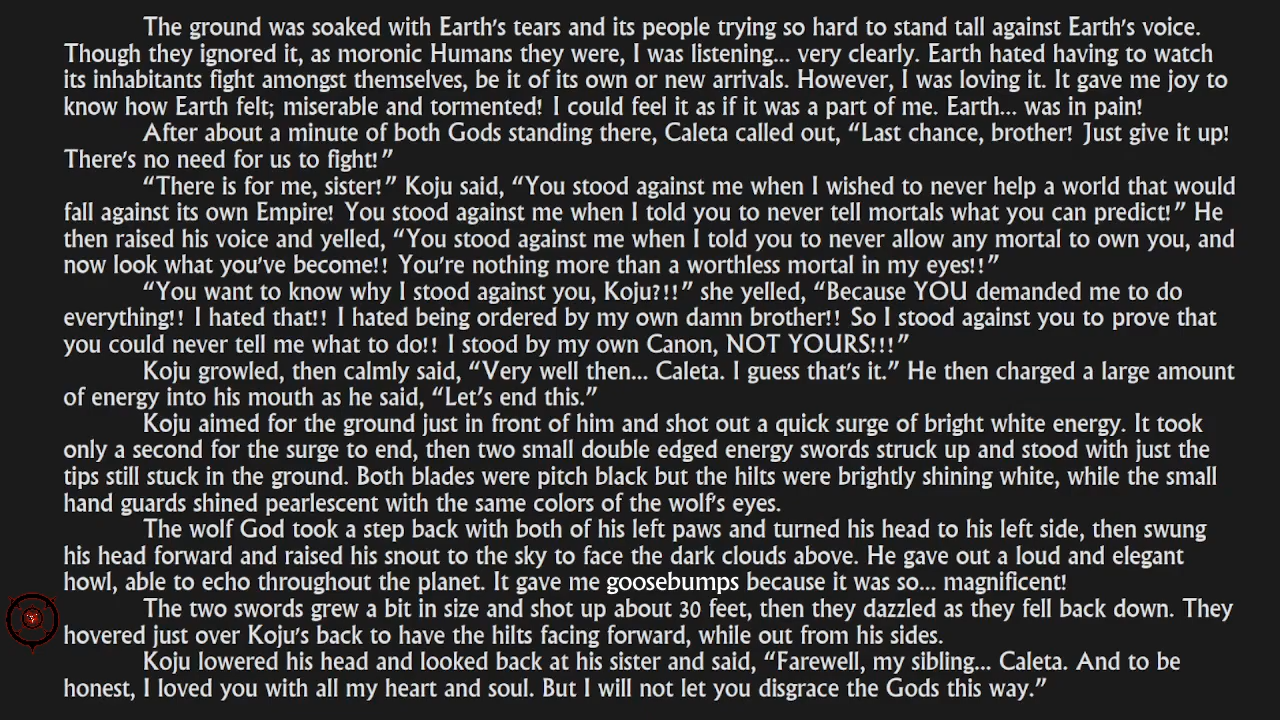 The ground was soaked with Earth's tears and its people trying so hard to stand tall against Earth's voice.
Though they ignored it, as moronic Humans they were, I was listening... very clearly. Earth hated having to watch
its inhabitants fight amongst themselves, be it of its own or new arrivals. However, I was loving it. It gave me joy to
know how Earth felt; miserable and tormented! I could feel it as if it was a part of me. Earth... was in pain!
After about a minute of both Gods standing there, Caleta called out, “Last chance, brother! Just give it up!
There's no need for us to fight!”
“There is for me, sister!” Koju said, “You stood against me when I wished to never help a world that would
fall against its own Empire! You stood against me when I told you to never tell mortals what you can predict!” He
then raised his voice and yelled, “You stood against me when I told you to never allow any mortal to own you, and
now look what you've become!! You're nothing more than a worthless mortal in my eyes!!”
“You want to know why I stood against you, Koju?!!” she yelled, “Because YOU demanded me to do
everything!! I hated that!! I hated being ordered by my own damn brother!! So I stood against you to prove that
you could never tell me what to do!! I stood by my own Canon, NOT YOURS!!!”
Koju growled, then calmly said, “Very well then... Caleta. I guess that's it.” He then charged a large amount
of energy into his mouth as he said, “Let's end this.”
Koju aimed for the ground just in front of him and shot out a quick surge of bright white energy. It took
only a second for the surge to end, then two small double edged energy swords struck up and stood with just the
tips still stuck in the ground. Both blades were pitch black but the hilts were brightly shining white, while the small
hand guards shined pearlescent with the same colors of the wolf's eyes.
The wolf God took a step back with both of his left paws and turned his head to his left side, then swung
his head forward and raised his snout to the sky to face the dark clouds above. He gave out a loud and elegant
howl, able to echo throughout the planet. It gave me goosebumps because it was so... magnificent!
The two swords grew a bit in size and shot up about 30 feet, then they dazzled as they fell back down. They
hovered just over Koju's back to have the hilts facing forward, while out from his sides.
Koju lowered his head and looked back at his sister and said, “Farewell, my sibling... Caleta. And to be
honest, I loved you with all my heart and soul. But I will not let you disgrace the Gods this way.”